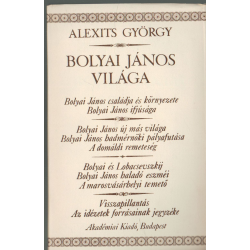 ALEXITS GYÖRGY
BOLYAI JÁNOS
VILÁGA
Bolyai János családja és környezete
Bolyai János ifjúsága
Bolyai János új más világa
Bolyai János hadmérnöki pályafutása
A domáldi remeteség
Bolyai és Lobacsevszkij
Bolyai János haladó eszméi
A marosvásárhelyi temető
Visszapillantás
Az idézetek forrásainak jegyzéke
Akadémiai Kiadó, Budapest